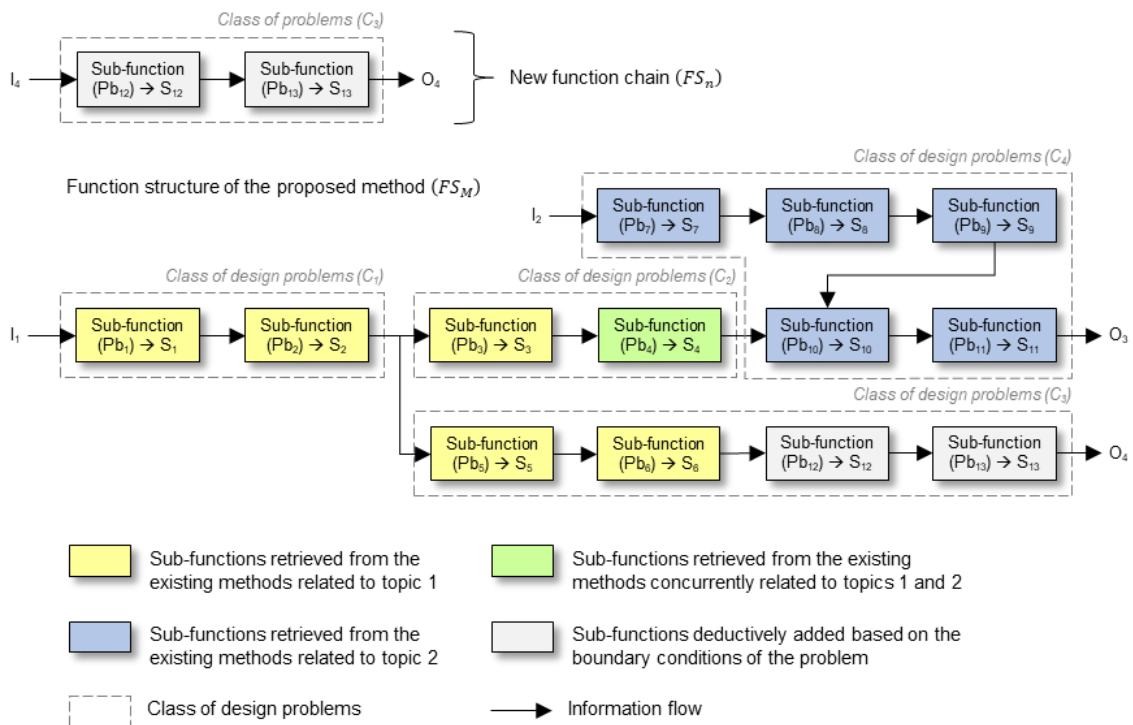 Class of problems (C₃)
I₄
Sub-function
(Pb₁₂) → S₁₂
Sub-function
(Pb₁₃) → S₁₃
O₄
New function chain (FSₙ)
Function structure of the proposed method (FS_M)
Class of design problems (C₄)
I₂
Sub-function
(Pb₇) → S₇
Sub-function
(Pb₈) → S₈
Sub-function
(Pb₉) → S₉
Class of design problems (C₁)
I₁
Sub-function
(Pb₁) → S₁
Sub-function
(Pb₂) → S₂
Class of design problems (C₂)
Sub-function
(Pb₃) → S₃
Sub-function
(Pb₄) → S₄
Sub-function
(Pb₁₀) → S₁₀
Sub-function
(Pb₁₁) → S₁₁
O₃
Class of design problems (C₃)
Sub-function
(Pb₅) → S₅
Sub-function
(Pb₆) → S₆
Sub-function
(Pb₁₂) → S₁₂
Sub-function
(Pb₁₃) → S₁₃
O₄
Sub-functions retrieved from the
existing methods related to topic 1
Sub-functions retrieved from the existing
methods concurrently related to topics 1 and 2
Sub-functions retrieved from the
existing methods related to topic 2
Sub-functions deductively added based on the
boundary conditions of the problem
Class of design problems
Information flow